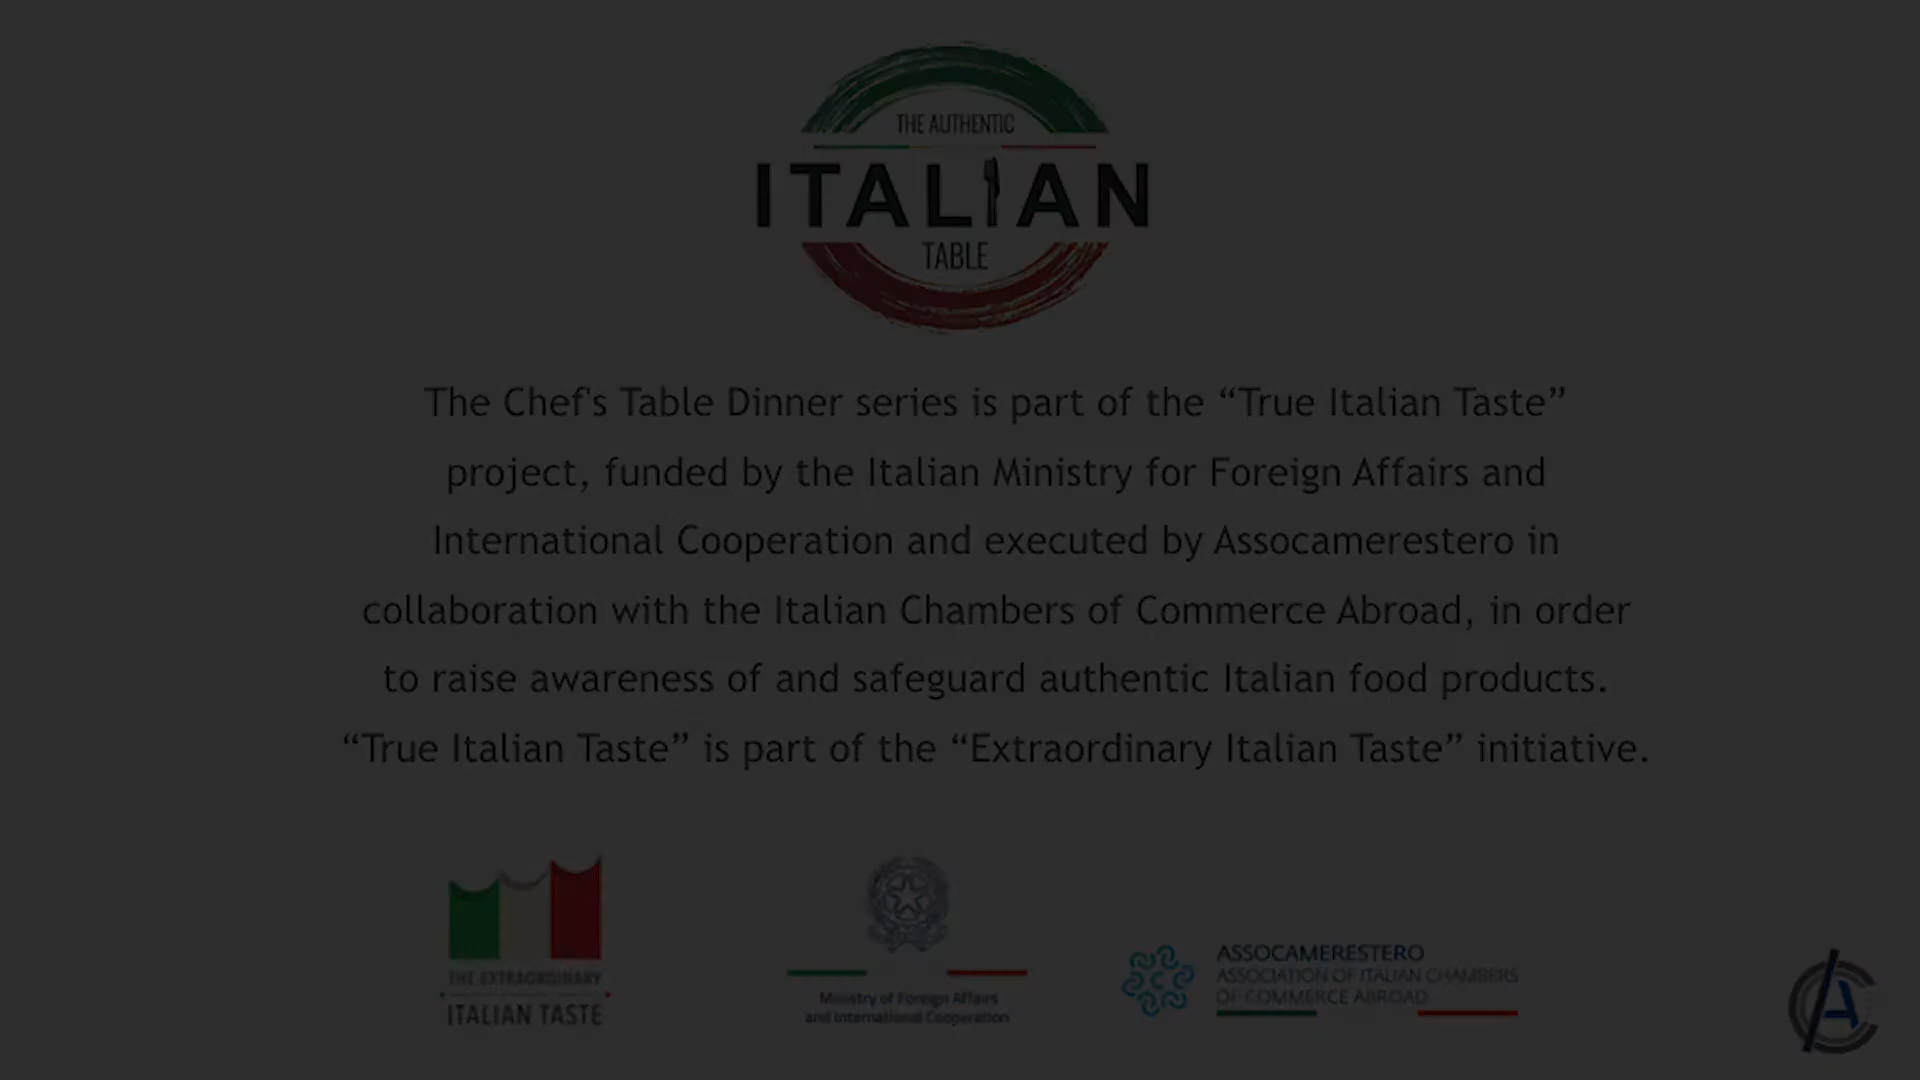 THE AUTHENTIC
ITALIAN
TABLE
The Chef's Table Dinner series is part of the “True Italian Taste”
project, funded by the Italian Ministry for Foreign Affairs and
International Cooperation and executed by Assocamerestero in
collaboration with the Italian Chambers of Commerce Abroad, in order
to raise awareness of and safeguard authentic Italian food products.
“True Italian Taste” is part of the “Extraordinary Italian Taste” initiative.
THE EXTRAORDINARY
ITALIAN TASTE
Ministry of Foreign Affairs
and International Cooperation
ASSOCAMERESTERO
ASSOCIATION OF ITALIAN CHAMBERS
OF COMMERCE ABROAD